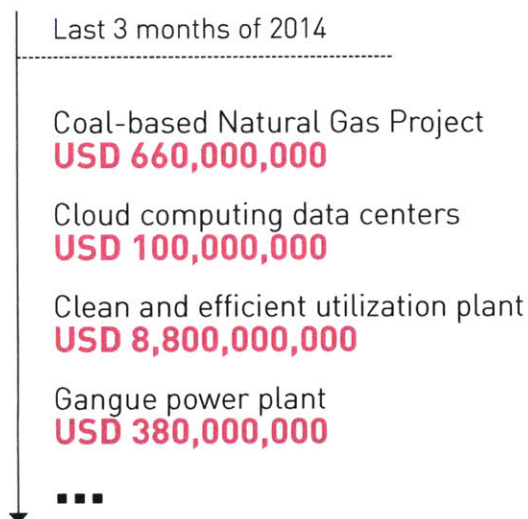 Last 3 months of 2014
Coal-based Natural Gas Project
USD 660,000,000
Cloud computing data centers
USD 100,000,000
Clean and efficient utilization plant
USD 8,800,000,000
Gangue power plant
USD 380,000,000
...